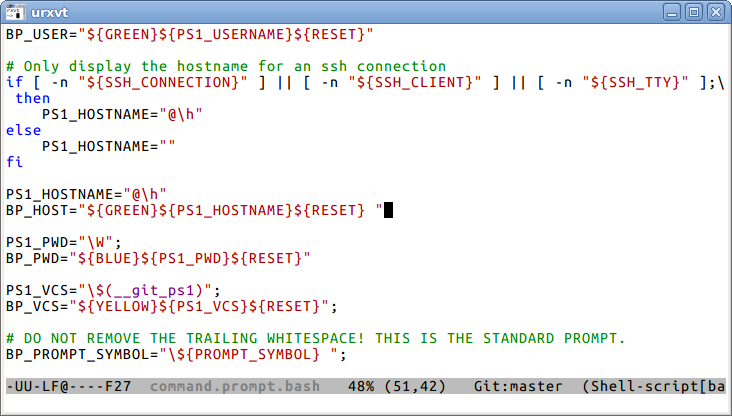 urxvt
BP_USER="${GREEN}${PS1_USERNAME}${RESET}"
# Only display the hostname for an ssh connection
if [ -n "${SSH_CONNECTION}" ] || [ -n "${SSH_CLIENT}" ] || [ -n "${SSH_TTY}" ];\
 then
    PS1_HOSTNAME="@\h"
else
    PS1_HOSTNAME=""
fi
PS1_HOSTNAME="@\h"
BP_HOST="${GREEN}${PS1_HOSTNAME}${RESET} "
PS1_PWD="\W";
BP_PWD="${BLUE}${PS1_PWD}${RESET}"
PS1_VCS="\$(__git_ps1)";
BP_VCS="${YELLOW}${PS1_VCS}${RESET}";
# DO NOT REMOVE THE TRAILING WHITESPACE! THIS IS THE STANDARD PROMPT.
BP_PROMPT_SYMBOL="\${PROMPT_SYMBOL} ";
-UU-LF@----F27  command.prompt.bash   48% (51,42)   Git:master  (Shell-script[ba